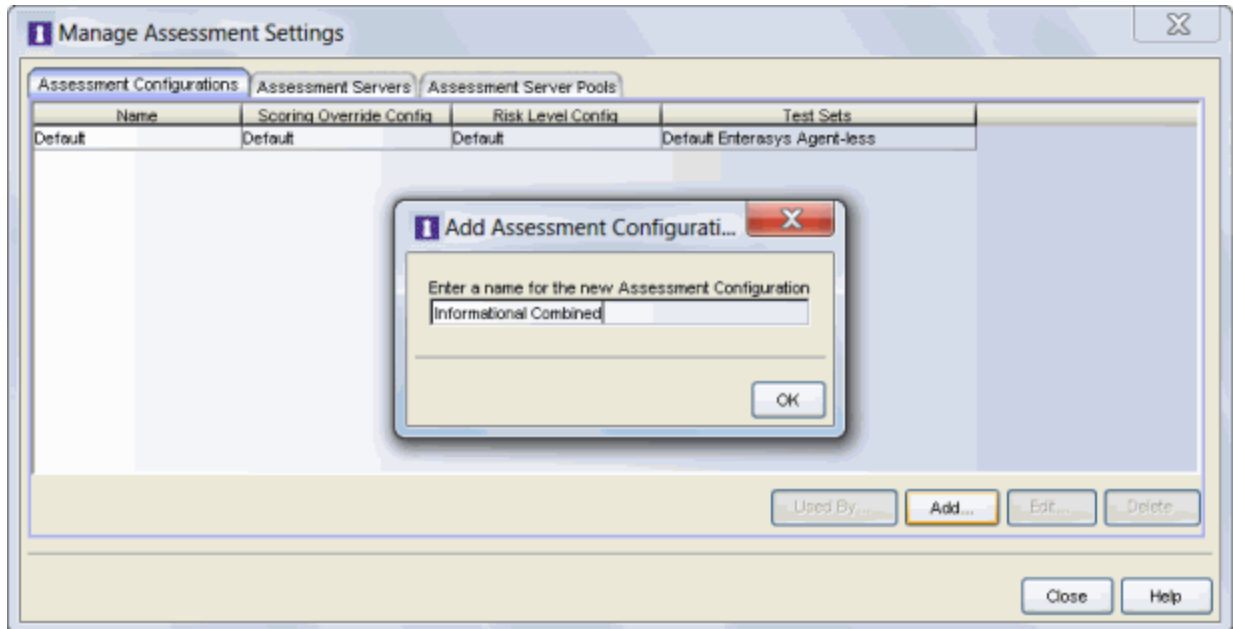 Manage Assessment Settings
Assessment Configurations Assessment Servers Assessment Server Pools
Name Scoring Override Config Risk Level Config Test Sets
Default Default Default Default Enterasys Agent-less
Add Assessment Configurati...
Enter a name for the new Assessment Configuration
Informational Combined
OK
Used By... Add... Edit... Delete
Close Help